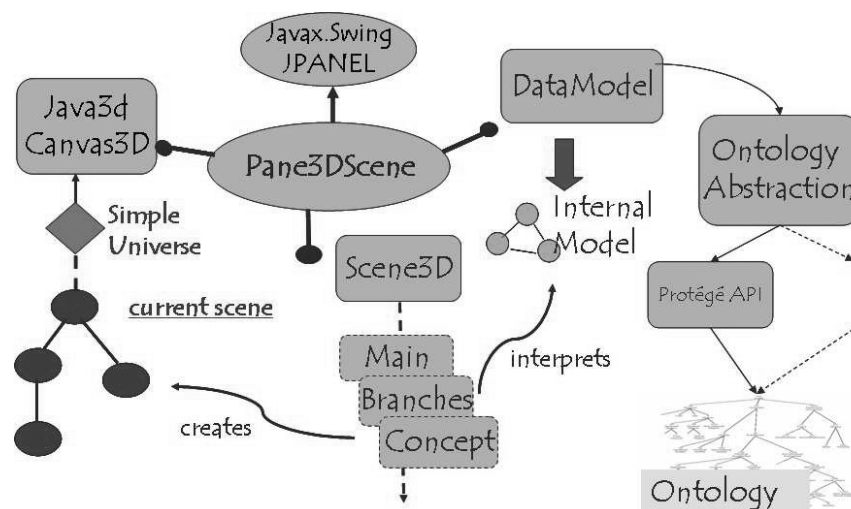 Javax.Swing
JPANEL
Java3d
Canvas3D
DataModel
Pane3DScene
Ontology
Abstraction
Simple
Universe
Internal
Model
Scene3D
Protégé API
current scene
Main
interprets
Branches
creates
Concept
Ontology